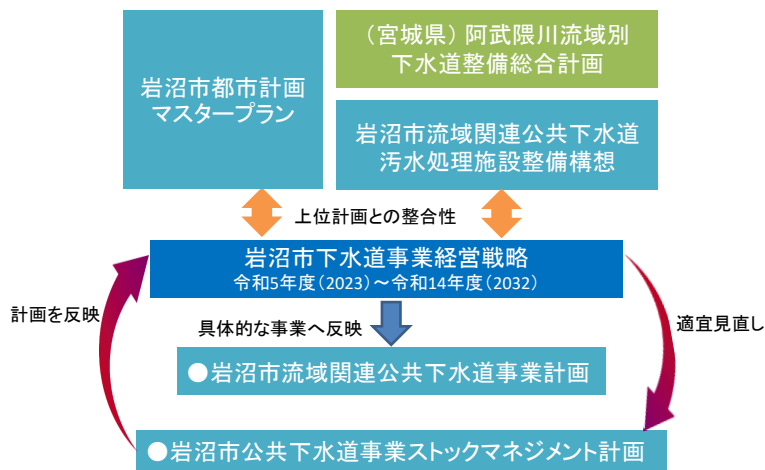 岩沼市都市計画
マスタープラン
（宮城県）阿武隈川流域別
下水道整備総合計画
岩沼市流域関連公共下水道
汚水処理施設整備構想
上位計画との整合性
岩沼市下水道事業経営戦略
令和5年度（2023）～令和14年度（2032）
計画を反映
具体的な事業へ反映
適宜見直し
●岩沼市流域関連公共下水道事業計画
●岩沼市公共下水道事業ストックマネジメント計画